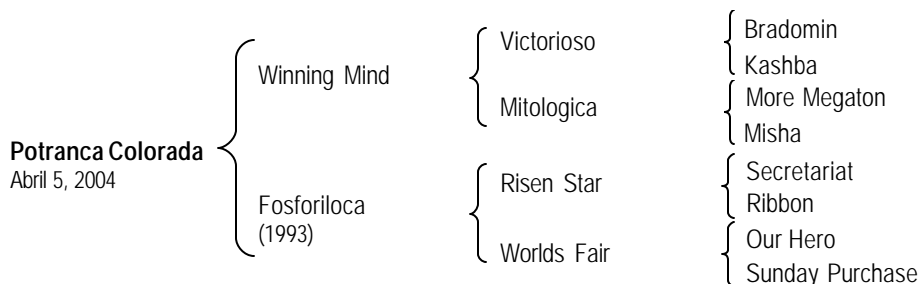 Potranca Colorada
Abril 5, 2004
Winning Mind
Fosforiloca
(1993)
Victorioso
Mitologica
Risen Star
Worlds Fair
Bradomin
Kashba
More Megaton
Misha
Secretariat
Ribbon
Our Hero
Sunday Purchase